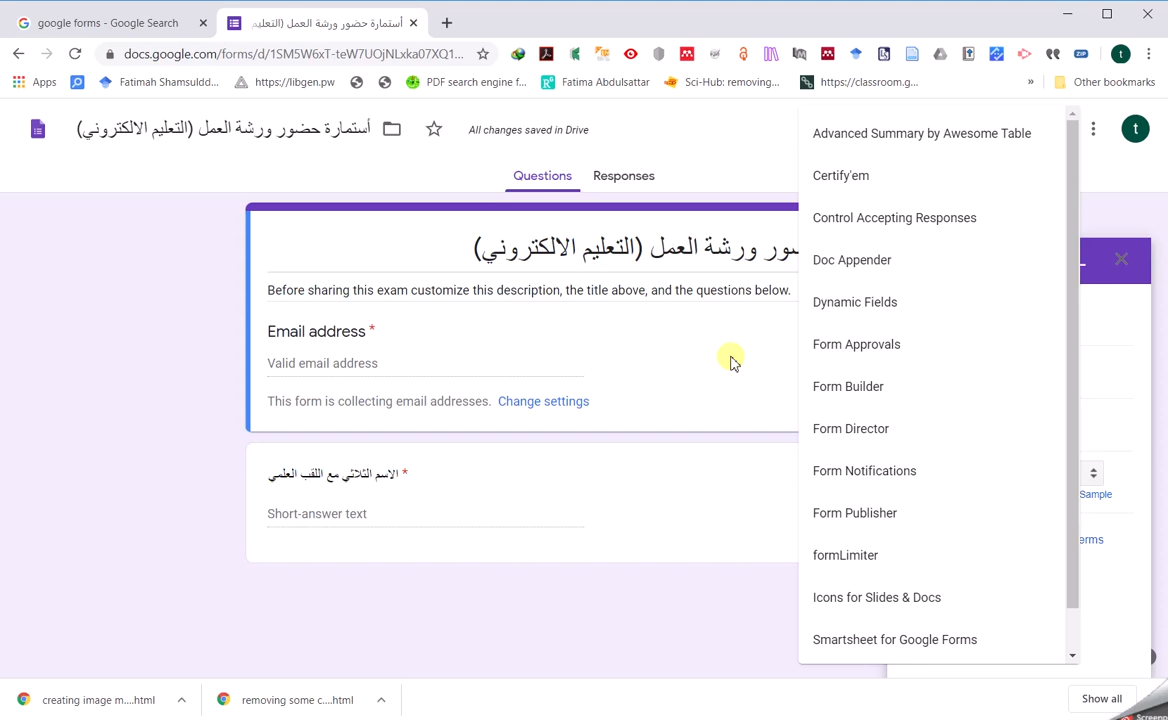 google forms - Google Search
أستمارة حضور ورشة العمل (التعليم
docs.google.com/forms/d/1SM5W6xT-teW7UOjNLxka07XQ1...
t
Apps
Fatimah Shamsuldd...
https://libgen.pw
PDF search engine f...
Fatima Abdulsattar
Sci-Hub: removing...
https://classroom.g...
»
Other bookmarks
أستمارة حضور ورشة العمل (التعليم الالكتروني)
All changes saved in Drive
t
Questions
Responses
Advanced Summary by Awesome Table
Certify'em
Control Accepting Responses
Doc Appender
Dynamic Fields
Form Approvals
Form Builder
Form Director
Form Notifications
Form Publisher
formLimiter
Icons for Slides & Docs
Smartsheet for Google Forms
ور ورشة العمل (التعليم الالكتروني)
Before sharing this exam customize this description, the title above, and the questions below.
Email address *
Valid email address
This form is collecting email addresses. Change settings
الاسم الثلاثي مع اللقب العلمي *
Short-answer text
Sample
erms
creating image m....html
removing some c....html
Show all